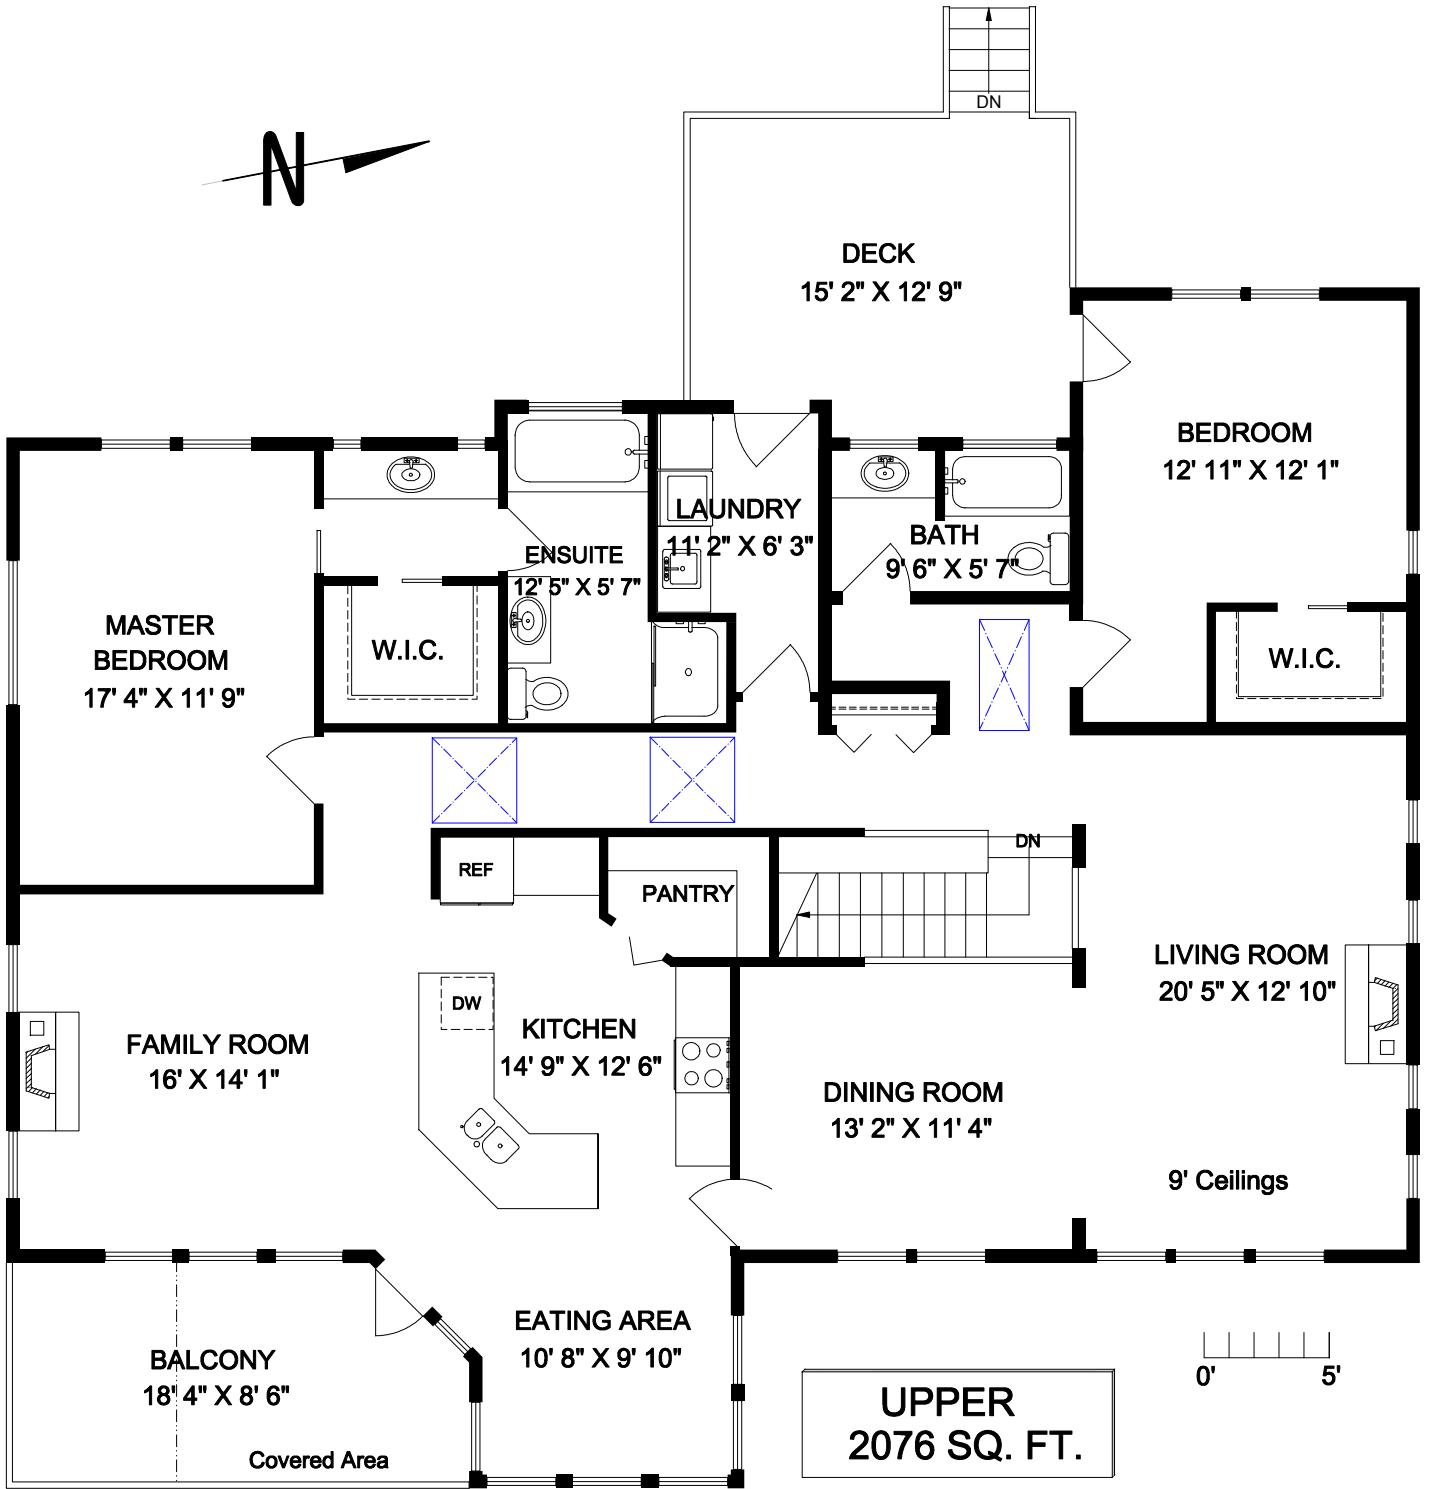 DN
N
DECK
15' 2" X 12' 9"
BEDROOM
12' 11" X 12' 1"
LAUNDRY
11' 2" X 6' 3"
BATH
9' 6" X 5' 7"
ENSUITE
12' 5" X 5' 7"
MASTER
BEDROOM
17' 4" X 11' 9"
W.I.C.
W.I.C.
DN
REF
PANTRY
LIVING ROOM
20' 5" X 12' 10"
DW
KITCHEN
14' 9" X 12' 6"
FAMILY ROOM
16' X 14' 1"
DINING ROOM
13' 2" X 11' 4"
9' Ceilings
EATING AREA
10' 8" X 9' 10"
BALCONY
18' 4" X 8' 6"
Covered Area
0' 5'
UPPER
2076 SQ. FT.